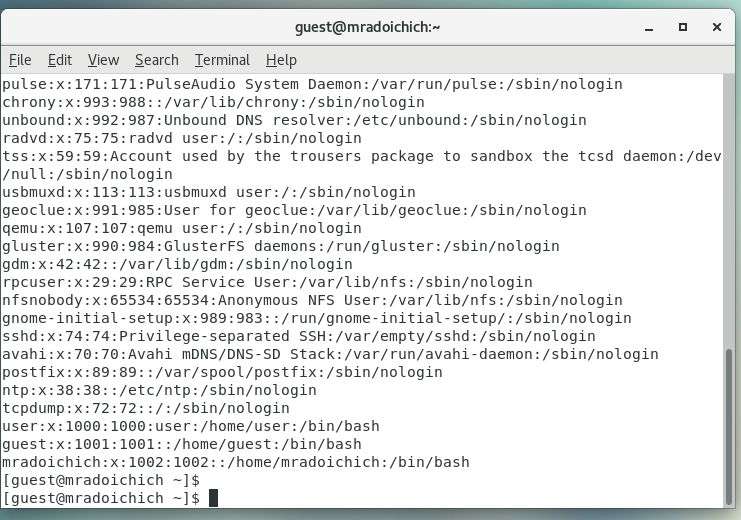 guest@mradoichich:~
File Edit View Search Terminal Help
pulse:x:171:171:PulseAudio System Daemon:/var/run/pulse:/sbin/nologin
chrony:x:993:988::/var/lib/chrony:/sbin/nologin
unbound:x:992:987:Unbound DNS resolver:/etc/unbound:/sbin/nologin
radvd:x:75:75:radvd user:/:/sbin/nologin
tss:x:59:59:Account used by the trousers package to sandbox the tcsd daemon:/dev
/null:/sbin/nologin
usbmuxd:x:113:113:usbmuxd user:/:/sbin/nologin
geoclue:x:991:985:User for geoclue:/var/lib/geoclue:/sbin/nologin
qemu:x:107:107:qemu user:/:/sbin/nologin
gluster:x:990:984:GlusterFS daemons:/run/gluster:/sbin/nologin
gdm:x:42:42::/var/lib/gdm:/sbin/nologin
rpcuser:x:29:29:RPC Service User:/var/lib/nfs:/sbin/nologin
nfsnobody:x:65534:65534:Anonymous NFS User:/var/lib/nfs:/sbin/nologin
gnome-initial-setup:x:989:983::/run/gnome-initial-setup/:/sbin/nologin
sshd:x:74:74:Privilege-separated SSH:/var/empty/sshd:/sbin/nologin
avahi:x:70:70:Avahi mDNS/DNS-SD Stack:/var/run/avahi-daemon:/sbin/nologin
postfix:x:89:89::/var/spool/postfix:/sbin/nologin
ntp:x:38:38::/etc/ntp:/sbin/nologin
tcpdump:x:72:72::/:/sbin/nologin
user:x:1000:1000:user:/home/user:/bin/bash
guest:x:1001:1001::/home/guest:/bin/bash
mradoichich:x:1002:1002::/home/mradoichich:/bin/bash
[guest@mradoichich ~]$
[guest@mradoichich ~]$